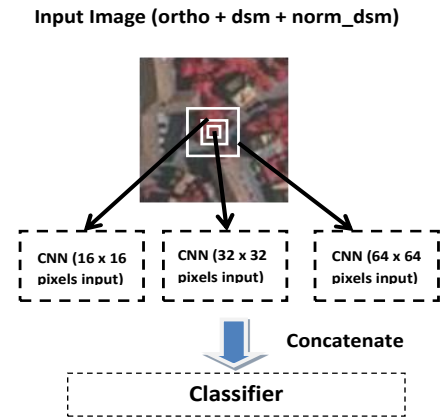 Input Image (ortho + dsm + norm_dsm)
CNN (16 x 16
pixels input)
CNN (32 x 32
pixels input)
CNN (64 x 64
pixels input)
Concatenate
Classifier